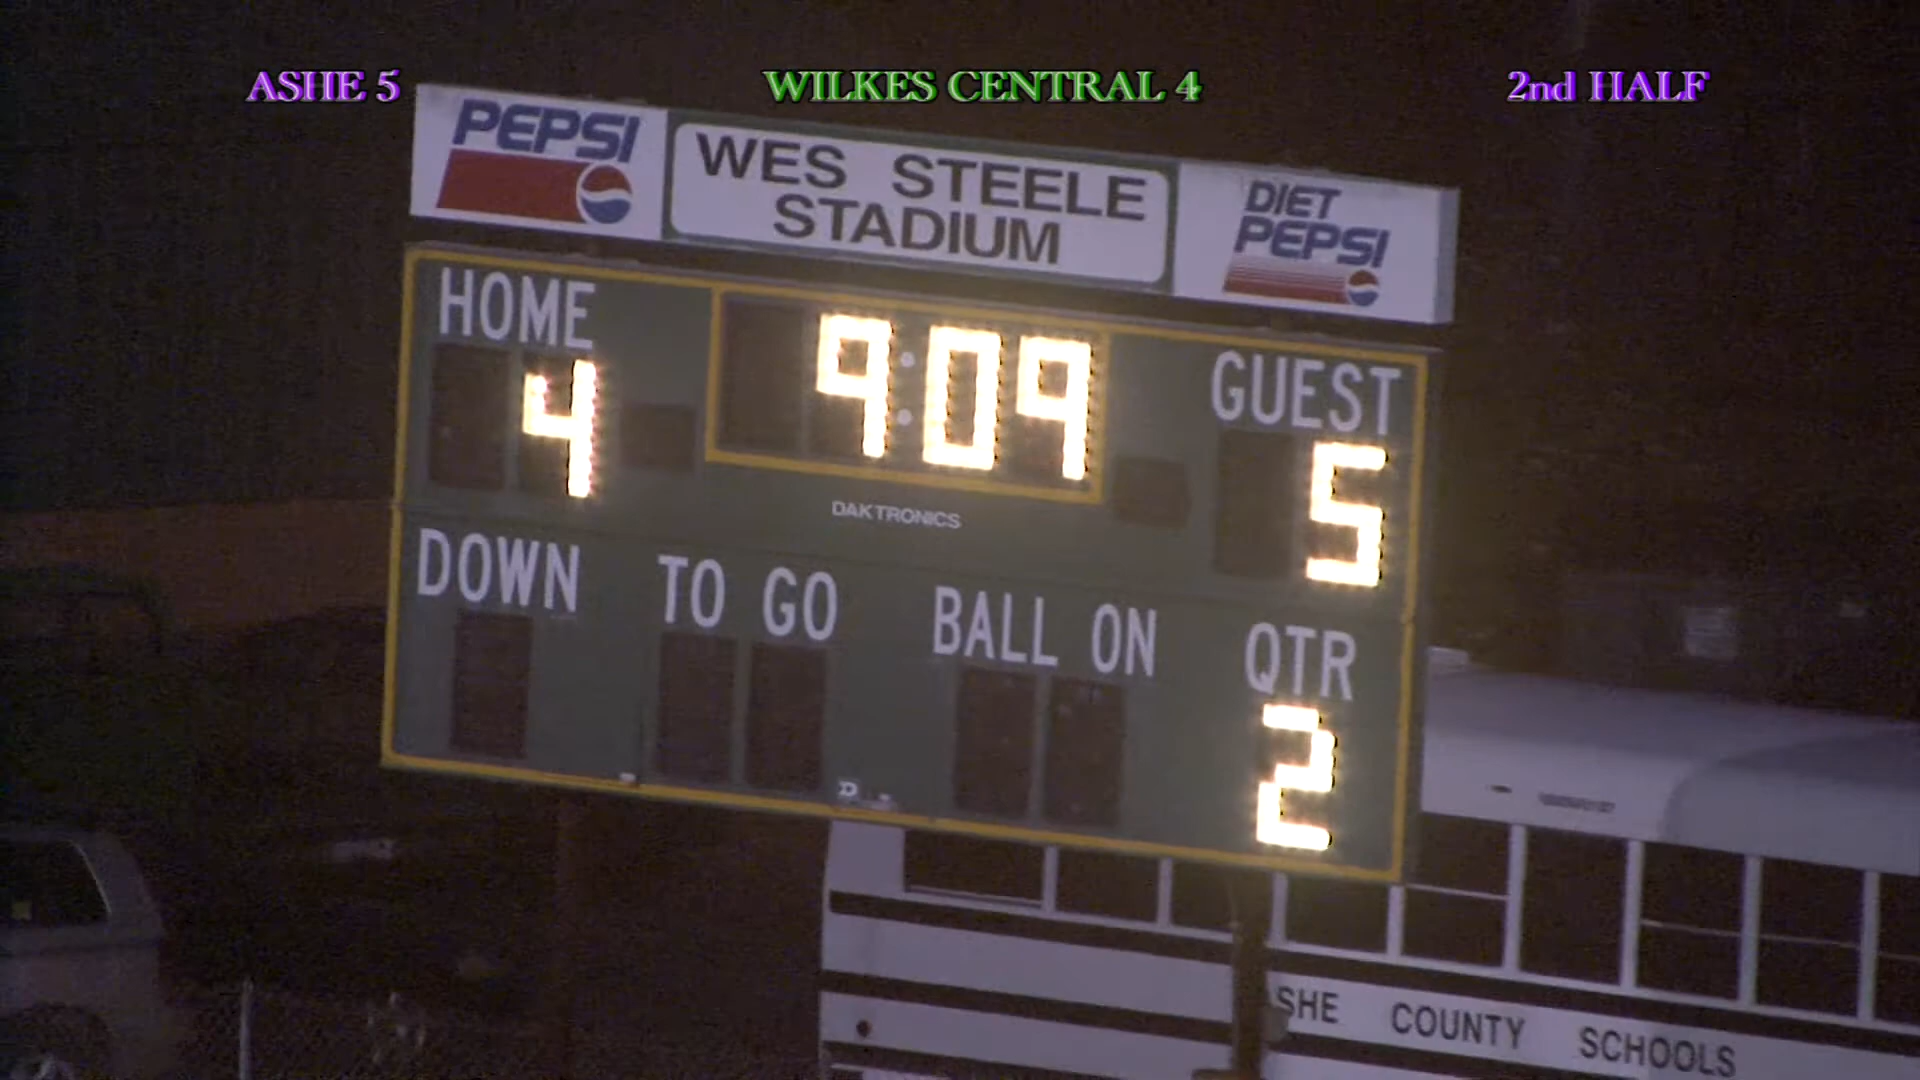 ASHE 5 WILKES CENTRAL 4 2nd HALF
PEPSI
WES STEELE
STADIUM
DIET
PEPSI
HOME 9:09 GUEST
4 5
DAKTRONICS
DOWN TO GO BALL ON QTR
2
SHE COUNTY SCHOOLS